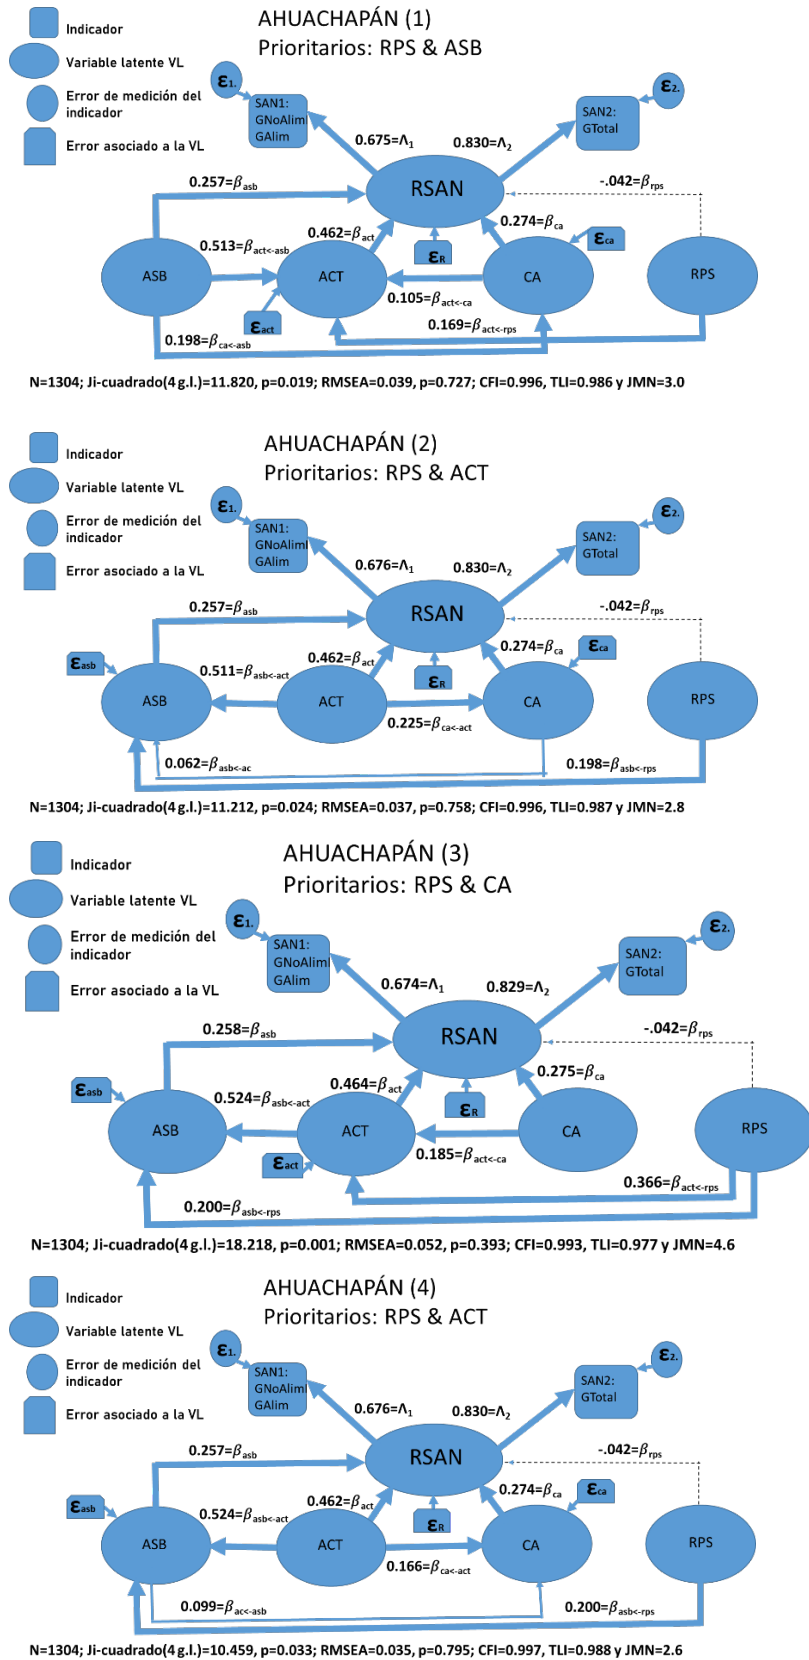 AHUACHAPÁN (1)
Prioritarios: RPS & ASB
Indicador
Variable latente VL
Error de medición del
indicador
Error asociado a la VL
ε1.
SAN1:
GNoAliml
GAlim
ε2.
SAN2:
GTotal
0.675=Λ1
0.830=Λ2
RSAN
0.257=βasb
-.042=βrps
0.462=βact
0.274=βca
0.513=βact<-asb
εR
εca
ASB
ACT
CA
RPS
0.105=βact<-ca
εact
0.169=βact<-rps
0.198=βca<-asb
N=1304; Ji-cuadrado(4 g.l.)=11.820, p=0.019; RMSEA=0.039, p=0.727; CFI=0.996, TLI=0.986 y JMN=3.0
AHUACHAPÁN (2)
Prioritarios: RPS & ACT
Indicador
Variable latente VL
Error de medición del
indicador
Error asociado a la VL
ε1.
SAN1:
GNoAliml
GAlim
ε2.
SAN2:
GTotal
0.676=Λ1
0.830=Λ2
RSAN
0.257=βasb
-.042=βrps
0.462=βact
0.274=βca
εasb
0.511=βasb<-act
εR
εca
ASB
ACT
CA
RPS
0.225=βca<-act
0.062=βasb<-ac
0.198=βasb<-rps
N=1304; Ji-cuadrado(4 g.l.)=11.212, p=0.024; RMSEA=0.037, p=0.758; CFI=0.996, TLI=0.987 y JMN=2.8
AHUACHAPÁN (3)
Prioritarios: RPS & CA
Indicador
Variable latente VL
Error de medición del
indicador
Error asociado a la VL
ε1.
SAN1:
GNoAliml
GAlim
ε2.
SAN2:
GTotal
0.674=Λ1
0.829=Λ2
RSAN
0.258=βasb
-.042=βrps
0.464=βact
0.275=βca
εasb
0.524=βasb<-act
εR
ASB
ACT
CA
RPS
0.185=βact<-ca
εact
0.366=βact<-rps
0.200=βasb<-rps
N=1304; Ji-cuadrado(4 g.l.)=18.218, p=0.001; RMSEA=0.052, p=0.393; CFI=0.993, TLI=0.977 y JMN=4.6
AHUACHAPÁN (4)
Prioritarios: RPS & ACT
Indicador
Variable latente VL
Error de medición del
indicador
Error asociado a la VL
ε1.
SAN1:
GNoAliml
GAlim
ε2.
SAN2:
GTotal
0.676=Λ1
0.830=Λ2
RSAN
0.257=βasb
-.042=βrps
0.462=βact
0.274=βca
εasb
0.524=βasb<-act
εR
εca
ASB
ACT
CA
RPS
0.166=βca<-act
0.099=βac<-asb
0.200=βasb<-rps
N=1304; Ji-cuadrado(4 g.l.)=10.459, p=0.033; RMSEA=0.035, p=0.795; CFI=0.997, TLI=0.988 y JMN=2.6